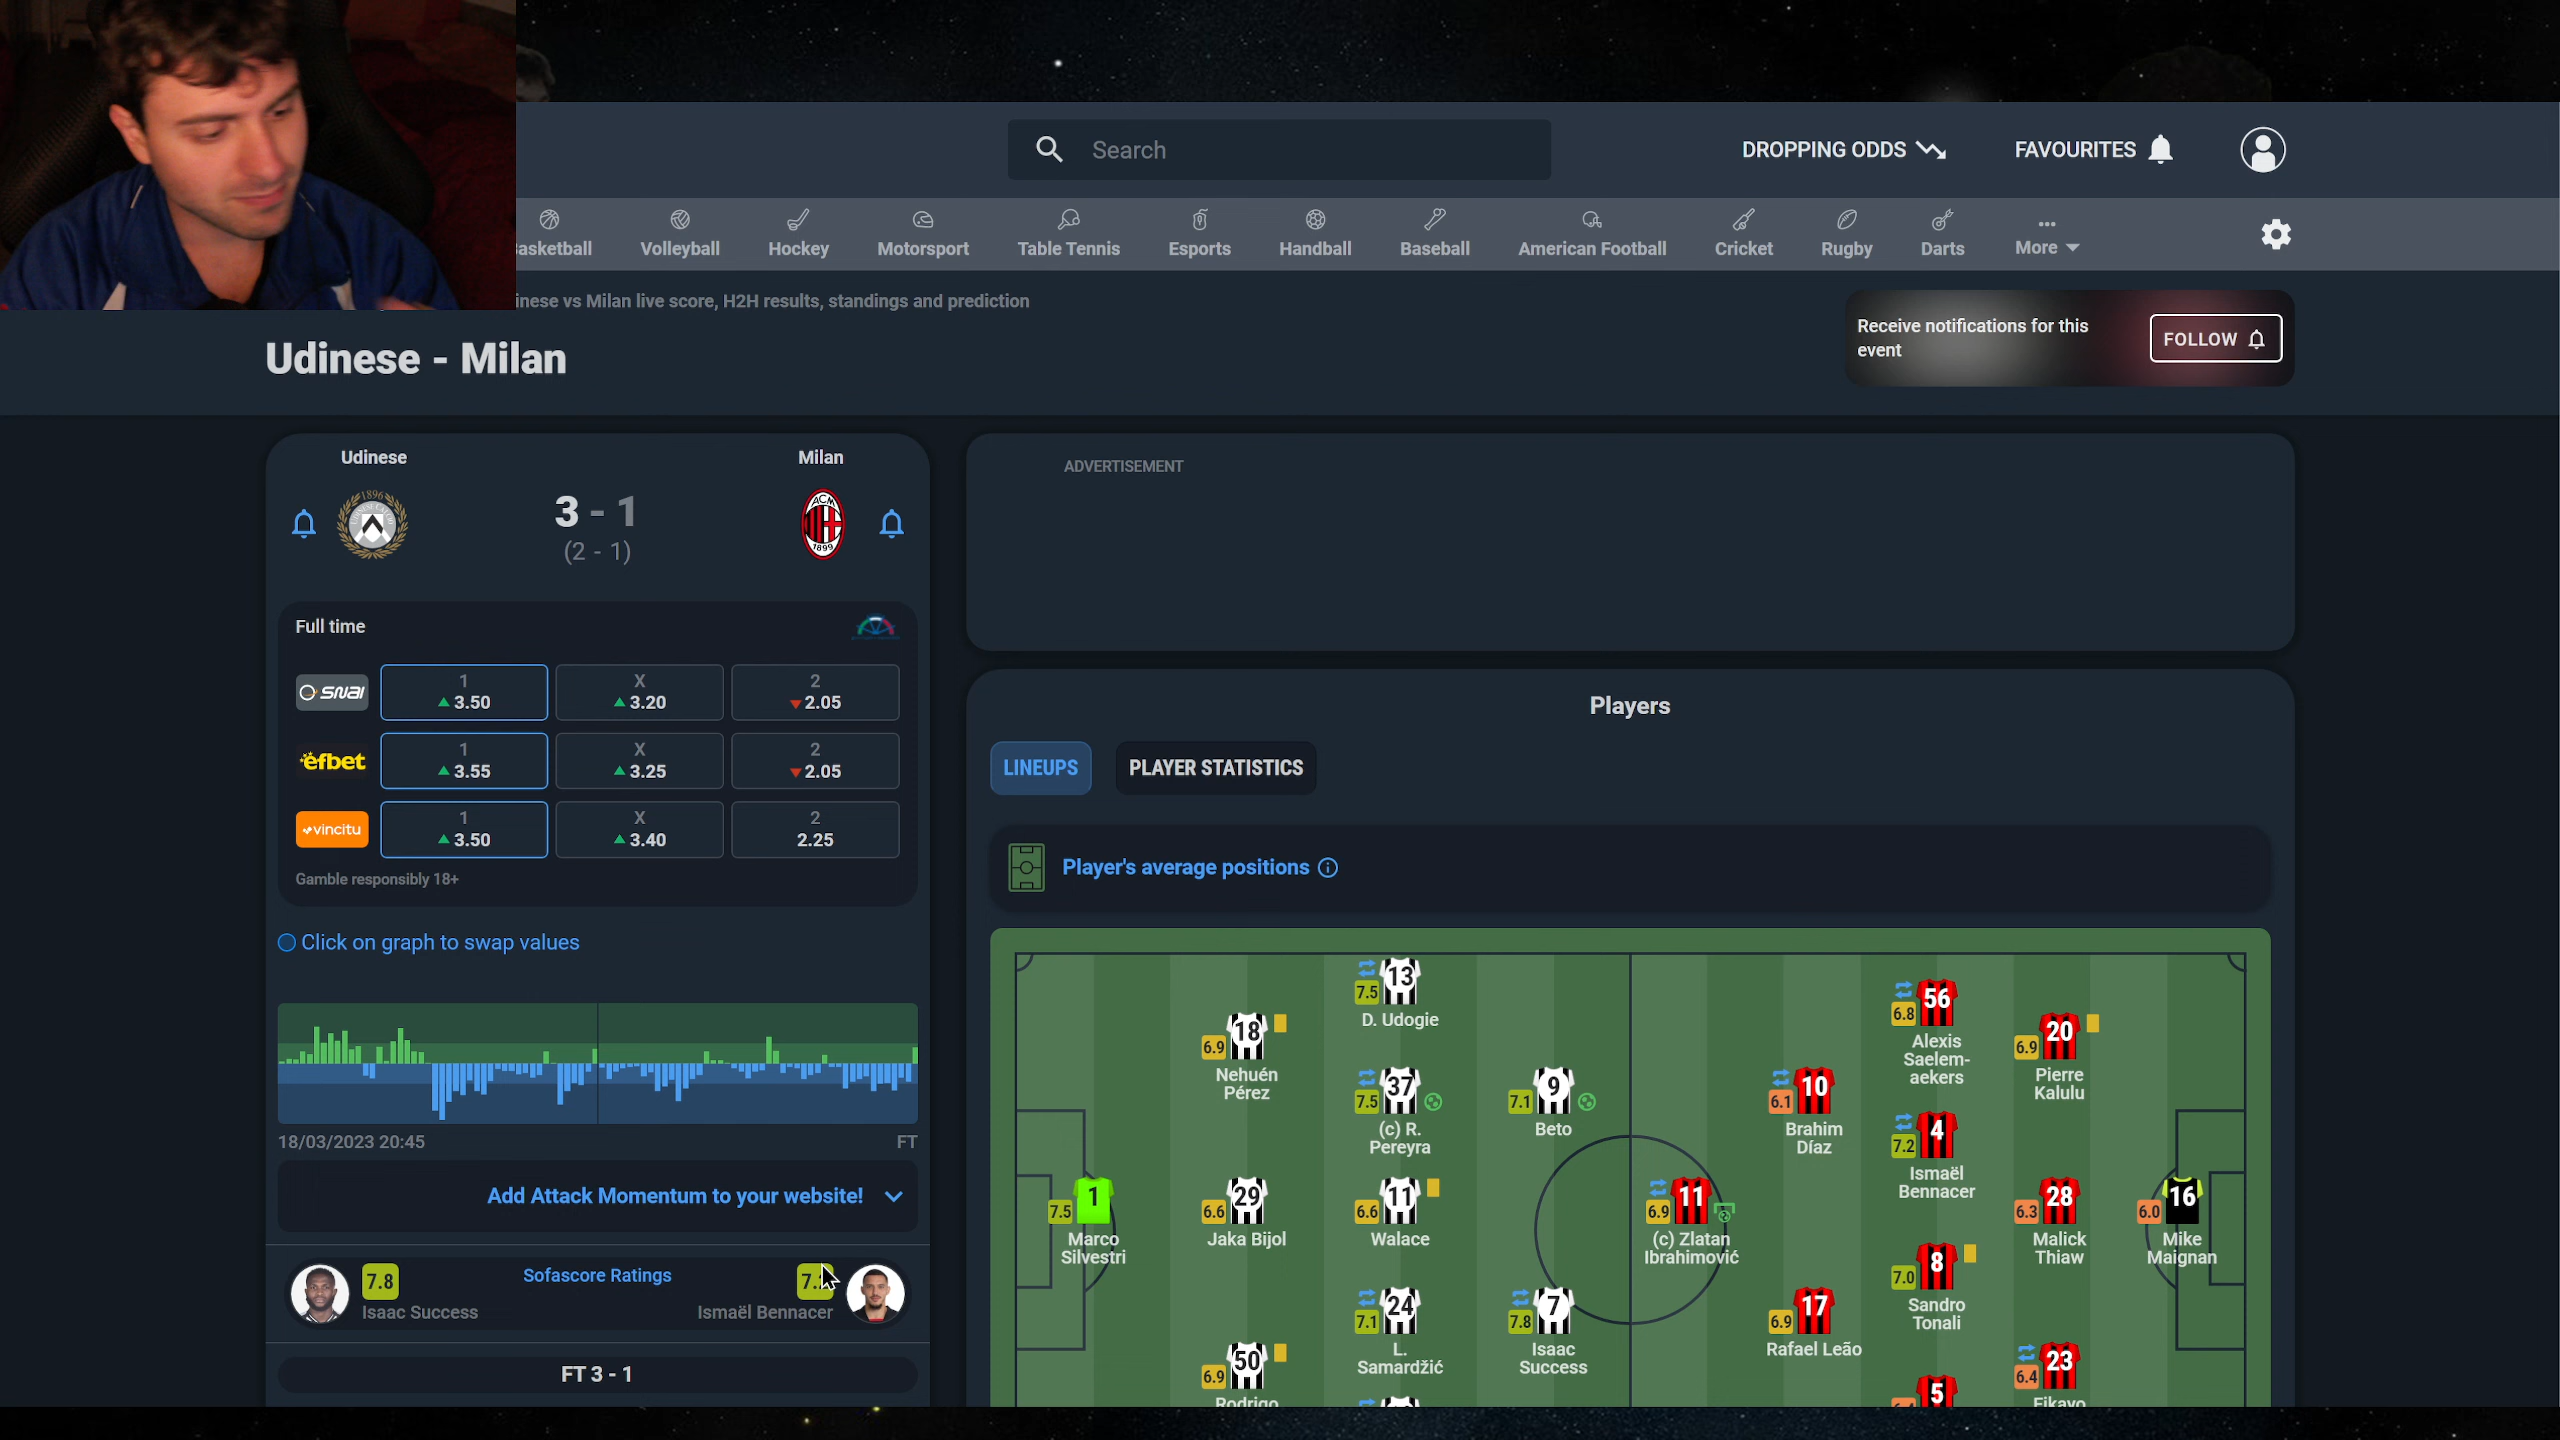 Search
DROPPING ODDS
FAVOURITES
asketball
Volleyball
Hockey
Motorsport
Table Tennis
Esports
Handball
Baseball
American Football
Cricket
Rugby
Darts
More
inese vs Milan live score, H2H results, standings and prediction
Receive notifications for this
event
FOLLOW
Udinese - Milan
Udinese
Milan
3 - 1
(2 - 1)
1896
ACM
1899
Full time
SNAI
1
3.50
X
3.20
2
2.05
efbet
1
3.55
X
3.25
2
2.05
vincitu
1
3.50
X
3.40
2
2.25
Gamble responsibly 18+
Click on graph to swap values
18/03/2023 20:45
FT
Add Attack Momentum to your website!
7.8
Isaac Success
Sofascore Ratings
7.
Ismaël Bennacer
FT 3 - 1
ADVERTISEMENT
Players
LINEUPS
PLAYER STATISTICS
Player's average positions
1
7.5
Marco
Silvestri
18
6.9
Nehuén
Pérez
29
6.6
Jaka Bijol
50
6.9
Rodrigo
13
7.5
D. Udogie
37
7.5
(c) R.
Pereyra
11
6.6
Walace
24
7.1
L.
Samardžić
9
7.1
Beto
7
7.8
Isaac
Success
11
6.9
(c) Zlatan
Ibrahimović
10
6.1
Brahim
Díaz
17
6.9
Rafael Leão
56
6.8
Alexis
Saelem-
aekers
4
7.2
Ismaël
Bennacer
8
7.0
Sandro
Tonali
5
20
6.9
Pierre
Kalulu
28
6.3
Malick
Thiaw
23
6.4
Fikayo
16
6.0
Mike
Maignan